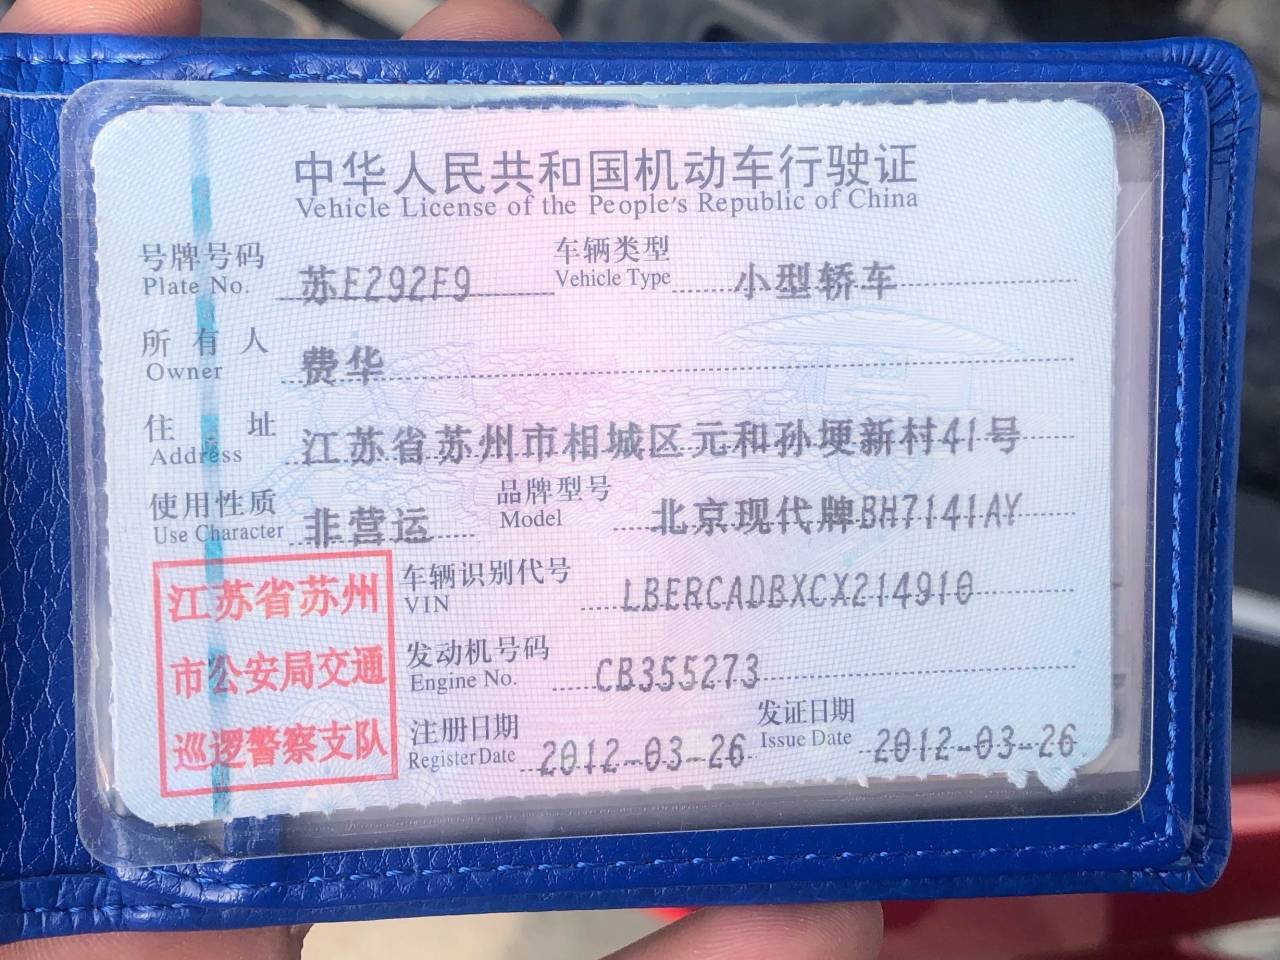 中华人民共和国机动车行驶证
Vehicle License of the People's Republic of China
号牌号码 苏E292F9 车辆类型 小型轿车
Plate No. Vehicle Type
所有人 费华
Owner
住址 江苏省苏州市相城区元和孙埂新村41号
Address
使用性质 非营运 品牌型号 北京现代牌BH7141AY
Use Character Model
江苏省苏州
市公安局交通
巡逻警察支队
车辆识别代号 LBERCADBXCX214910
VIN
发动机号码 CB355273
Engine No.
注册日期 2012-03-26 发证日期 2012-03-26
Register Date Issue Date